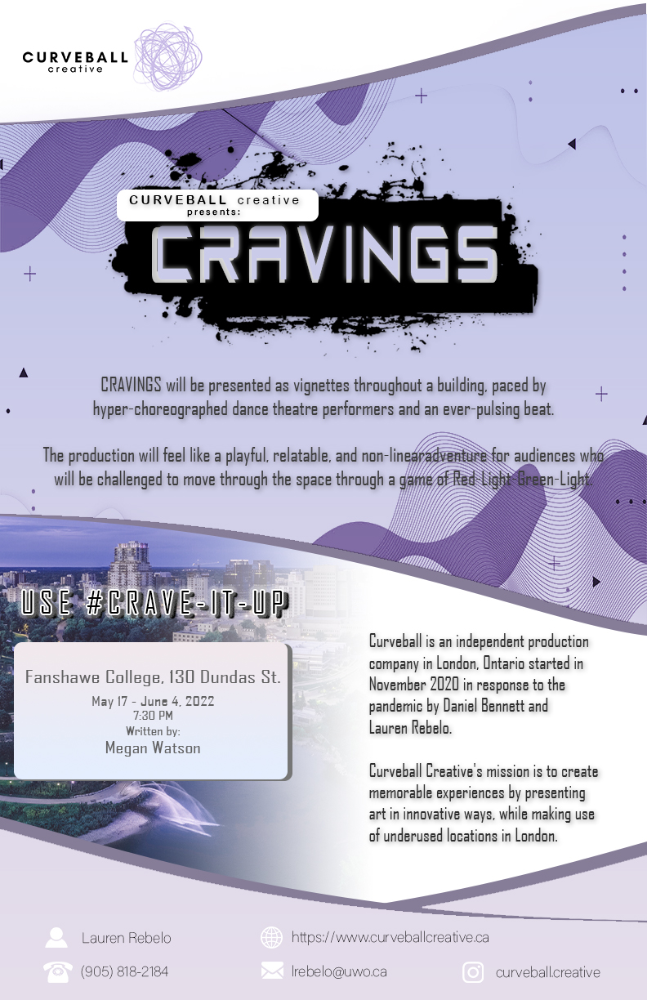 CURVEBALL
creative
CURVEBALL creative
presents:
CRAVINGS
CRAVINGS will be presented as vignettes throughout a building, paced by
hyper-choreographed dance theatre performers and an ever-pulsing beat.
The production will feel like a playful, relatable, and non-linearadventure for audiences who
will be challenged to move through the space through a game of Red-Light-Green-Light.
USE #CRAVE-IT-UP
Fanshawe College, 130 Dundas St.
May 17 - June 4, 2022
7:30 PM
Written by:
Megan Watson
Curveball is an independent production
company in London, Ontario started in
November 2020 in response to the
pandemic by Daniel Bennett and
Lauren Rebelo.
Curveball Creative's mission is to create
memorable experiences by presenting
art in innovative ways, while making use
of underused locations in London.
Lauren Rebelo
https://www.curveballcreative.ca
(905) 818-2184
lrebelo@uwo.ca
curveball.creative